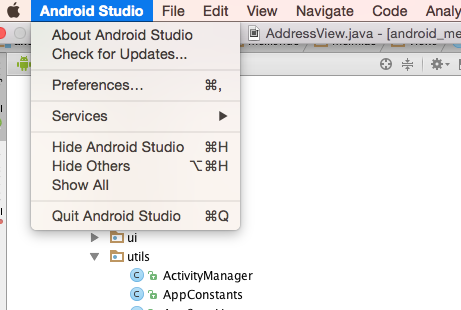 Android Studio File Edit View Navigate Code
AddressView.java - [android_me
About Android Studio
Check for Updates...
Preferences... ⌘,
Services
Hide Android Studio ⌘H
Hide Others ⌥⌘H
Show All
Quit Android Studio ⌘Q
ui
utils
ActivityManager
AppConstants